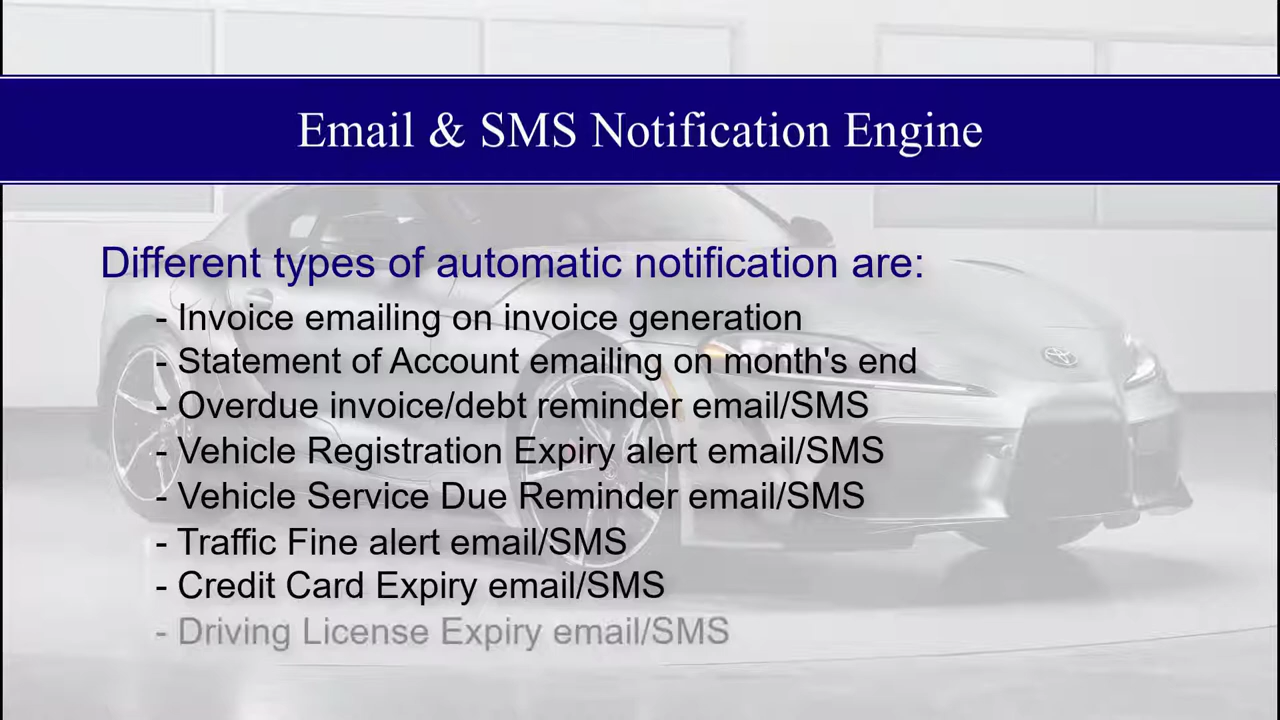 Email & SMS Notification Engine
Different types of automatic notification are:
- Invoice emailing on invoice generation
- Statement of Account emailing on month's end
- Overdue invoice/debt reminder email/SMS
- Vehicle Registration Expiry alert email/SMS
- Vehicle Service Due Reminder email/SMS
- Traffic Fine alert email/SMS
- Credit Card Expiry email/SMS
- Driving License Expiry email/SMS